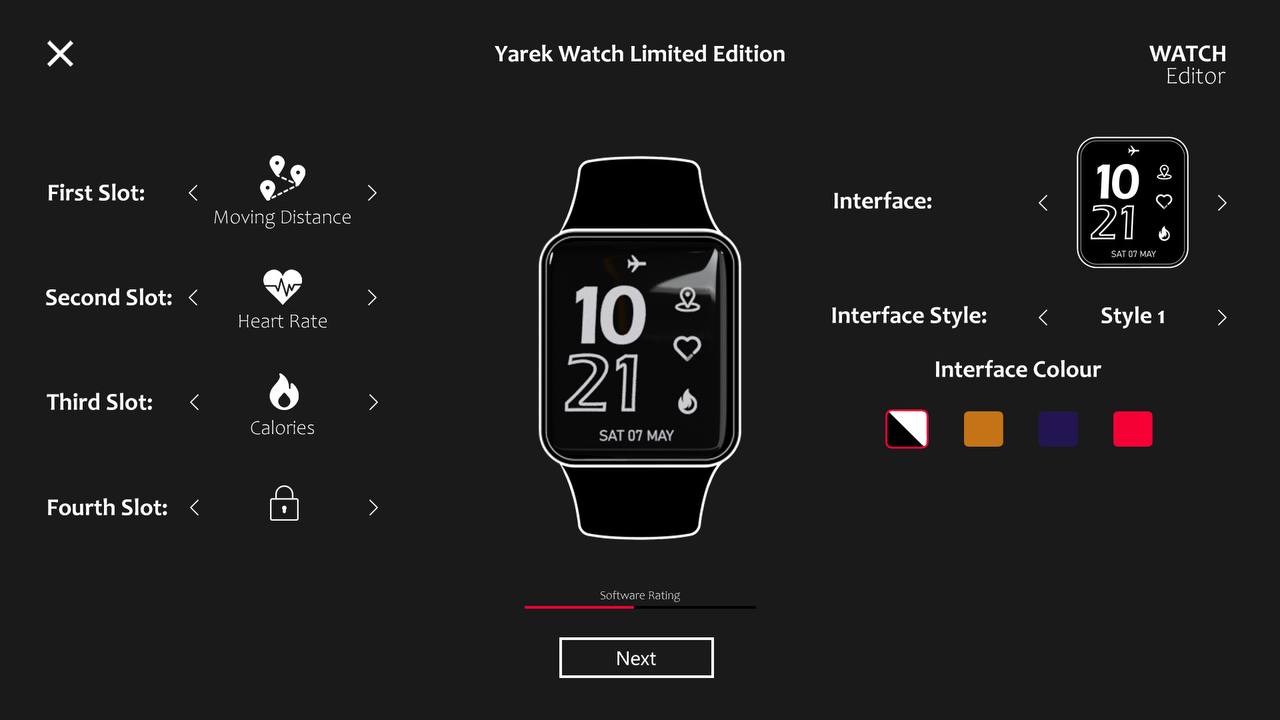 Yarek Watch Limited Edition
WATCH
Editor
First Slot:
Moving Distance
Second Slot:
Heart Rate
Third Slot:
Calories
Fourth Slot:
10
21
SAT 07 MAY
Interface:
10
21
SAT 07 MAY
Interface Style:
Style 1
Interface Colour
Software Rating
Next